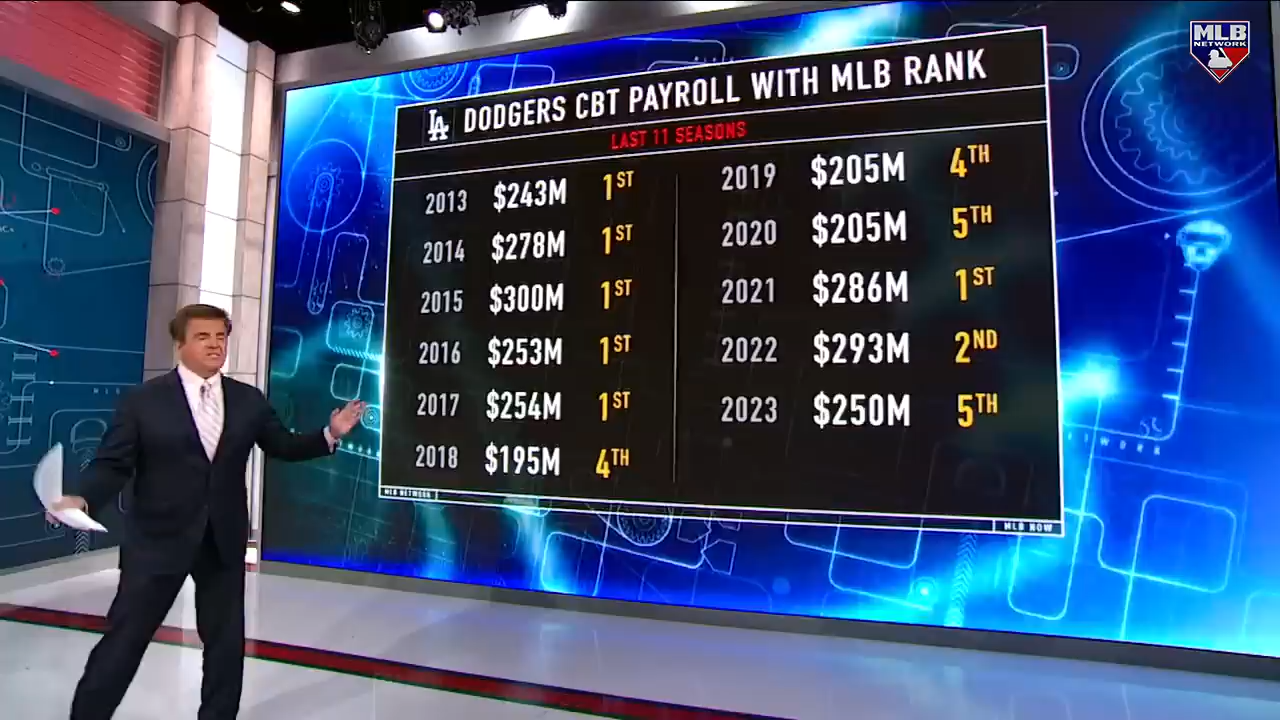 MLB
NETWORK
LA DODGERS CBT PAYROLL WITH MLB RANK
LAST 11 SEASONS
2013 $243M 1ST
2014 $278M 1ST
2015 $300M 1ST
2016 $253M 1ST
2017 $254M 1ST
2018 $195M 4TH
2019 $205M 4TH
2020 $205M 5TH
2021 $286M 1ST
2022 $293M 2ND
2023 $250M 5TH
MLB NETWORK
MLB NOW